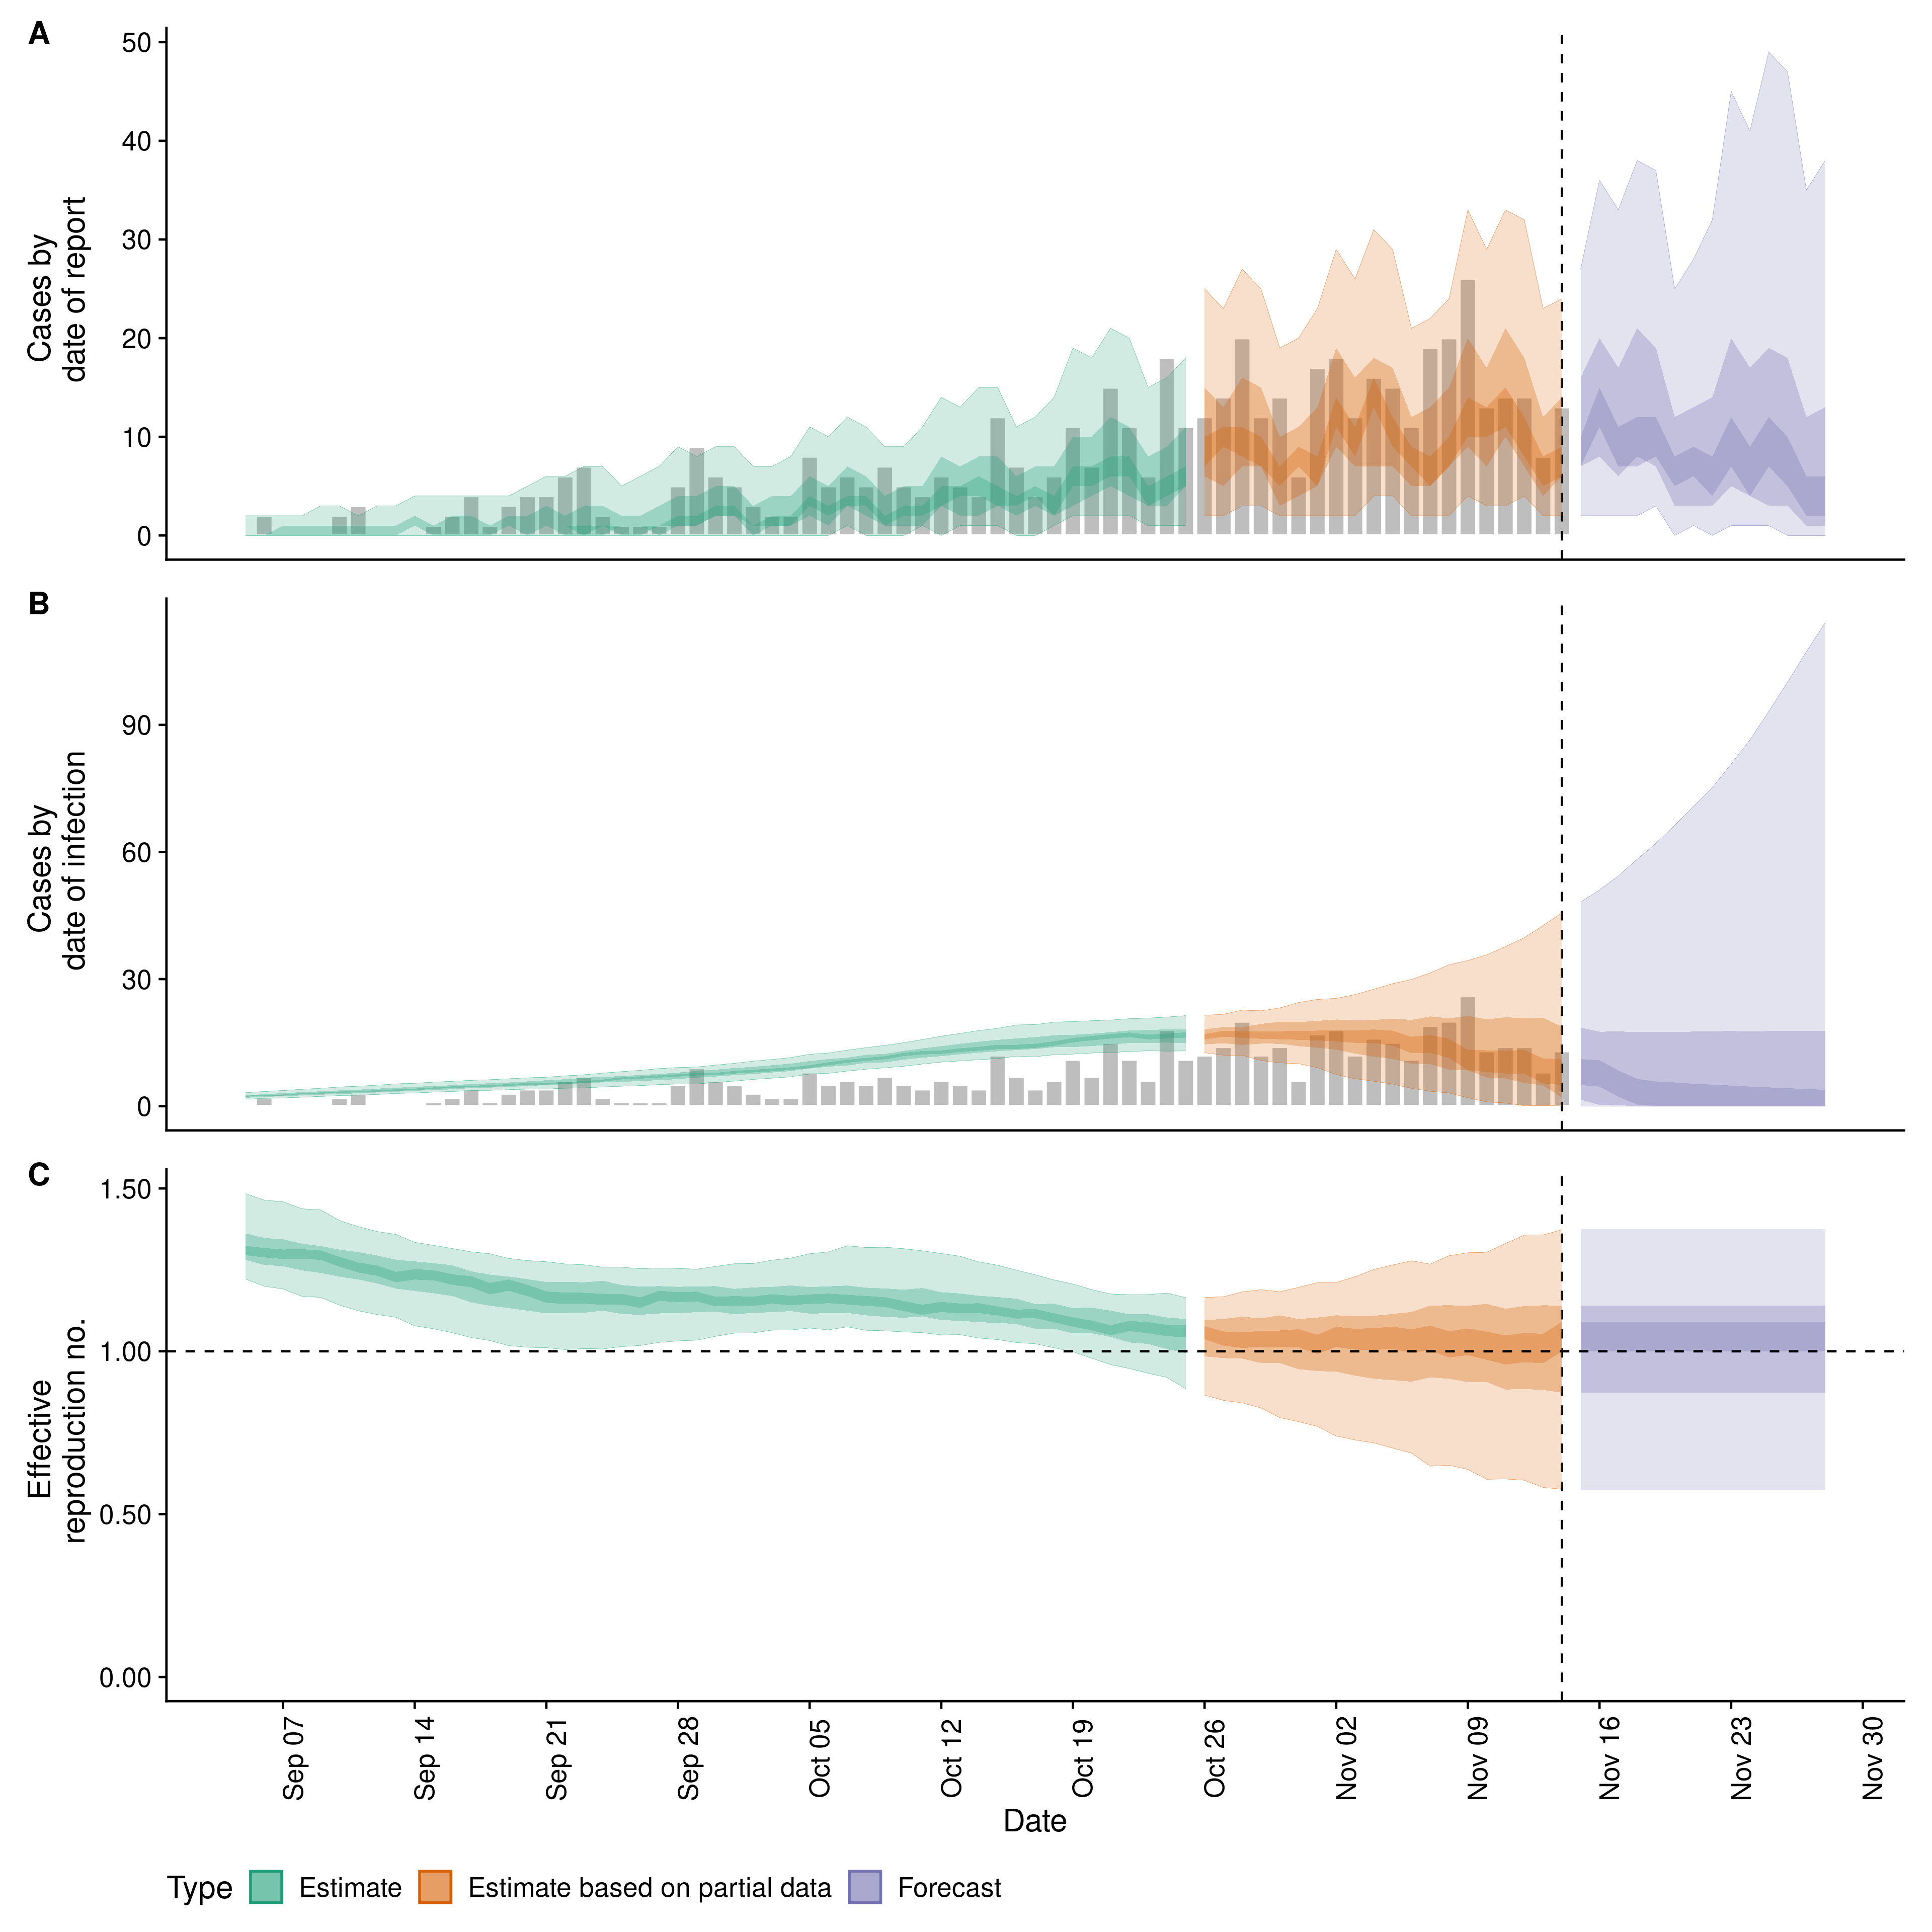 A
50
40
30
20
10
0
Cases by
date of report
B
90
60
30
0
Cases by
date of infection
C
1.50
1.00
0.50
0.00
Effective
reproduction no.
Sep 07
Sep 14
Sep 21
Sep 28
Oct 05
Oct 12
Oct 19
Oct 26
Nov 02
Nov 09
Nov 16
Nov 23
Nov 30
Date
Type Estimate Estimate based on partial data Forecast